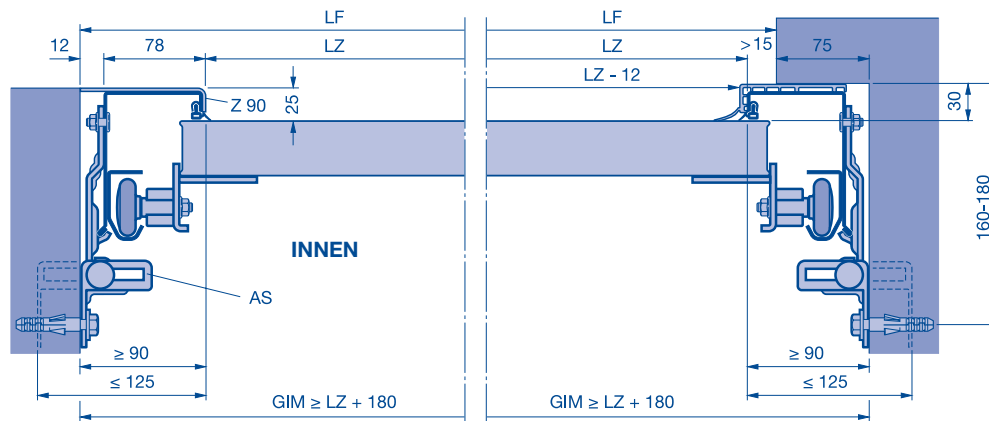 LF
LF
12
78
LZ
LZ
>15
75
LZ - 12
Z 90
25
30
160-180
INNEN
AS
≥ 90
≥ 90
≤ 125
≤ 125
GIM ≥ LZ + 180
GIM ≥ LZ + 180